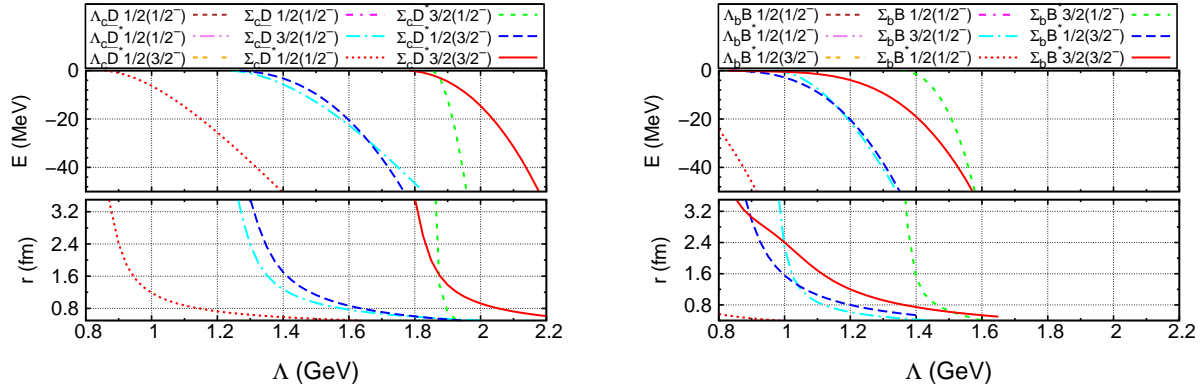 Λ_cD 1/2(1/2⁻) Σ_cD 1/2(1/2⁻) Σ_cD* 3/2(1/2⁻)
Λ_cD* 1/2(1/2⁻) Σ_cD 3/2(1/2⁻) Σ_cD* 1/2(3/2⁻)
Λ_cD* 1/2(3/2⁻) Σ_cD* 1/2(1/2⁻) Σ_cD* 3/2(3/2⁻)
0
−20
−40
E (MeV)
3.2
2.4
1.6
0.8
r (fm)
0.8 1 1.2 1.4 1.6 1.8 2 2.2
Λ (GeV)
Λ_bB 1/2(1/2⁻) Σ_bB 1/2(1/2⁻) Σ_bB* 3/2(1/2⁻)
Λ_bB* 1/2(1/2⁻) Σ_bB 3/2(1/2⁻) Σ_bB* 1/2(3/2⁻)
Λ_bB* 1/2(3/2⁻) Σ_bB* 1/2(1/2⁻) Σ_bB* 3/2(3/2⁻)
0
−20
−40
E (MeV)
3.2
2.4
1.6
0.8
r (fm)
0.8 1 1.2 1.4 1.6 1.8 2 2.2
Λ (GeV)